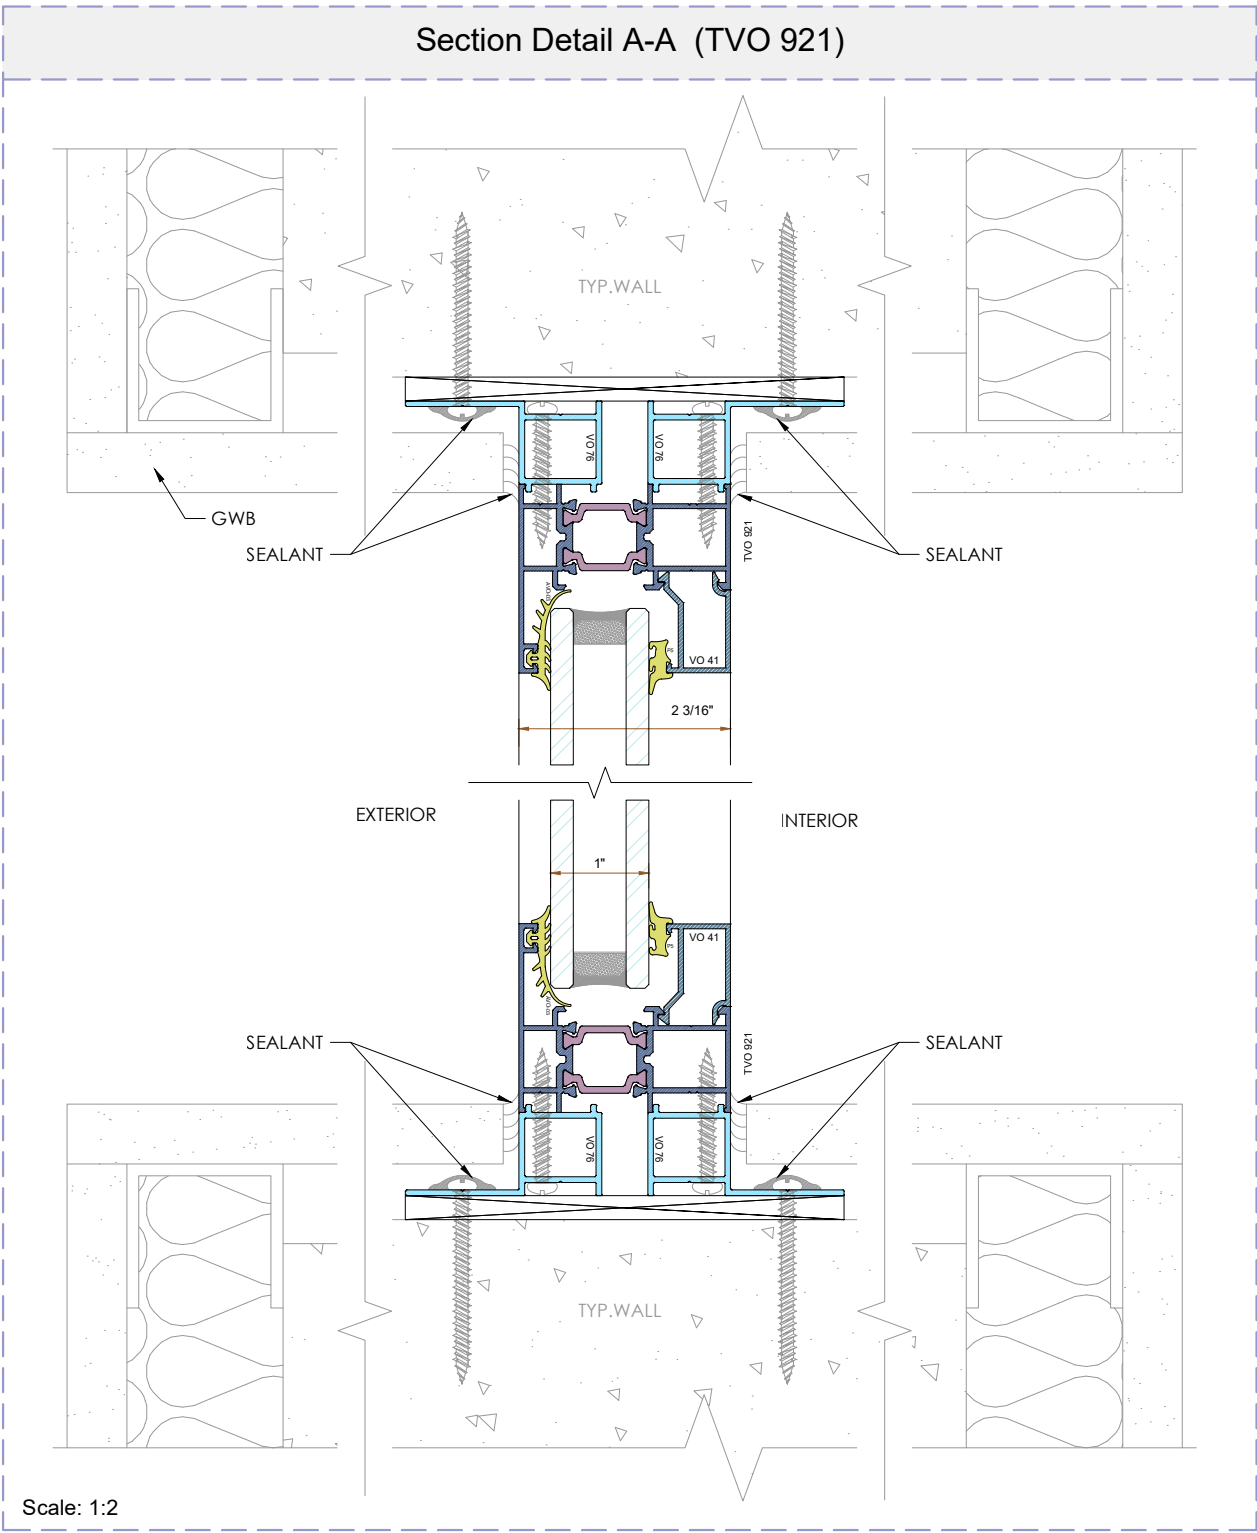 Section Detail A-A (TVO 921)
TYP.WALL
VO 76
VO 76
GWB
SEALANT
TVO 921
SEALANT
VO 41
2 3/16"
EXTERIOR
INTERIOR
1"
VO 41
SEALANT
TVO 921
SEALANT
VO 76
VO 76
TYP.WALL
Scale: 1:2